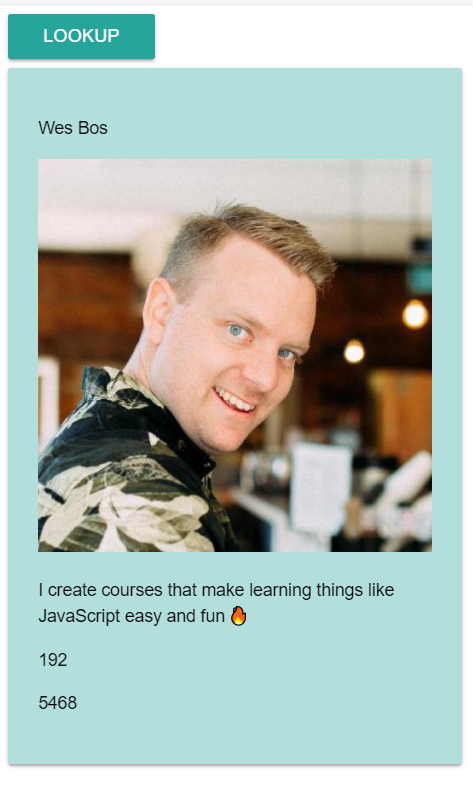 LOOKUP
Wes Bos
I create courses that make learning things like
JavaScript easy and fun 🔥
192
5468